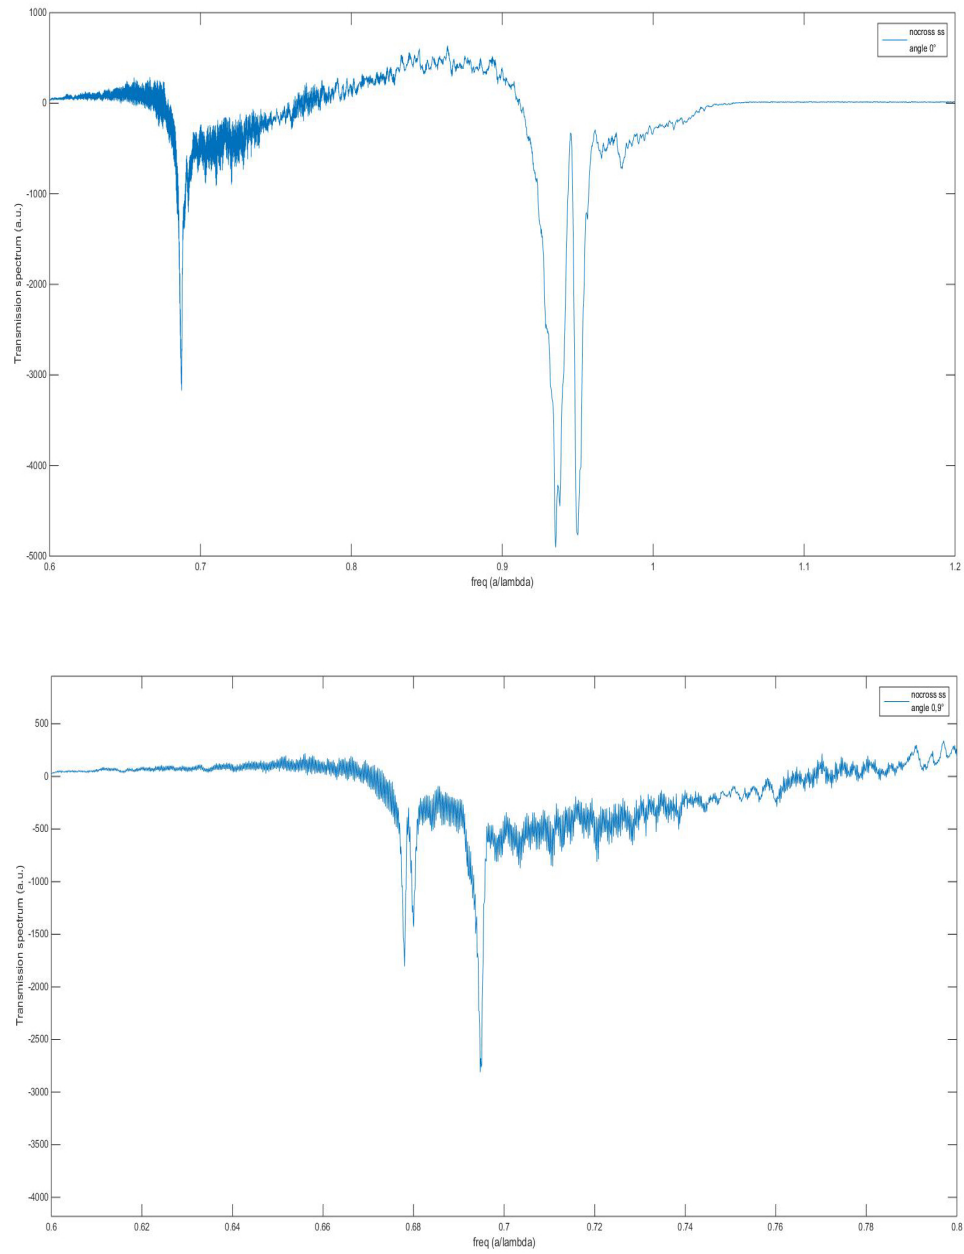 1000
500
0
-500
-1000
-2000
-3000
-4000
-5000
Transmission spectrum (a.u.)
nocross ss
angle 0°
0.6 0.7 0.8 0.9 1 1.1 1.2
freq (a/lambda)
500
0
-500
-1000
-1500
-2000
-2500
-3000
-3500
-4000
Transmission spectrum (a.u.)
nocross ss
angle 0,9°
0.6 0.62 0.64 0.66 0.68 0.7 0.72 0.74 0.76 0.78 0.8
freq (a/lambda)